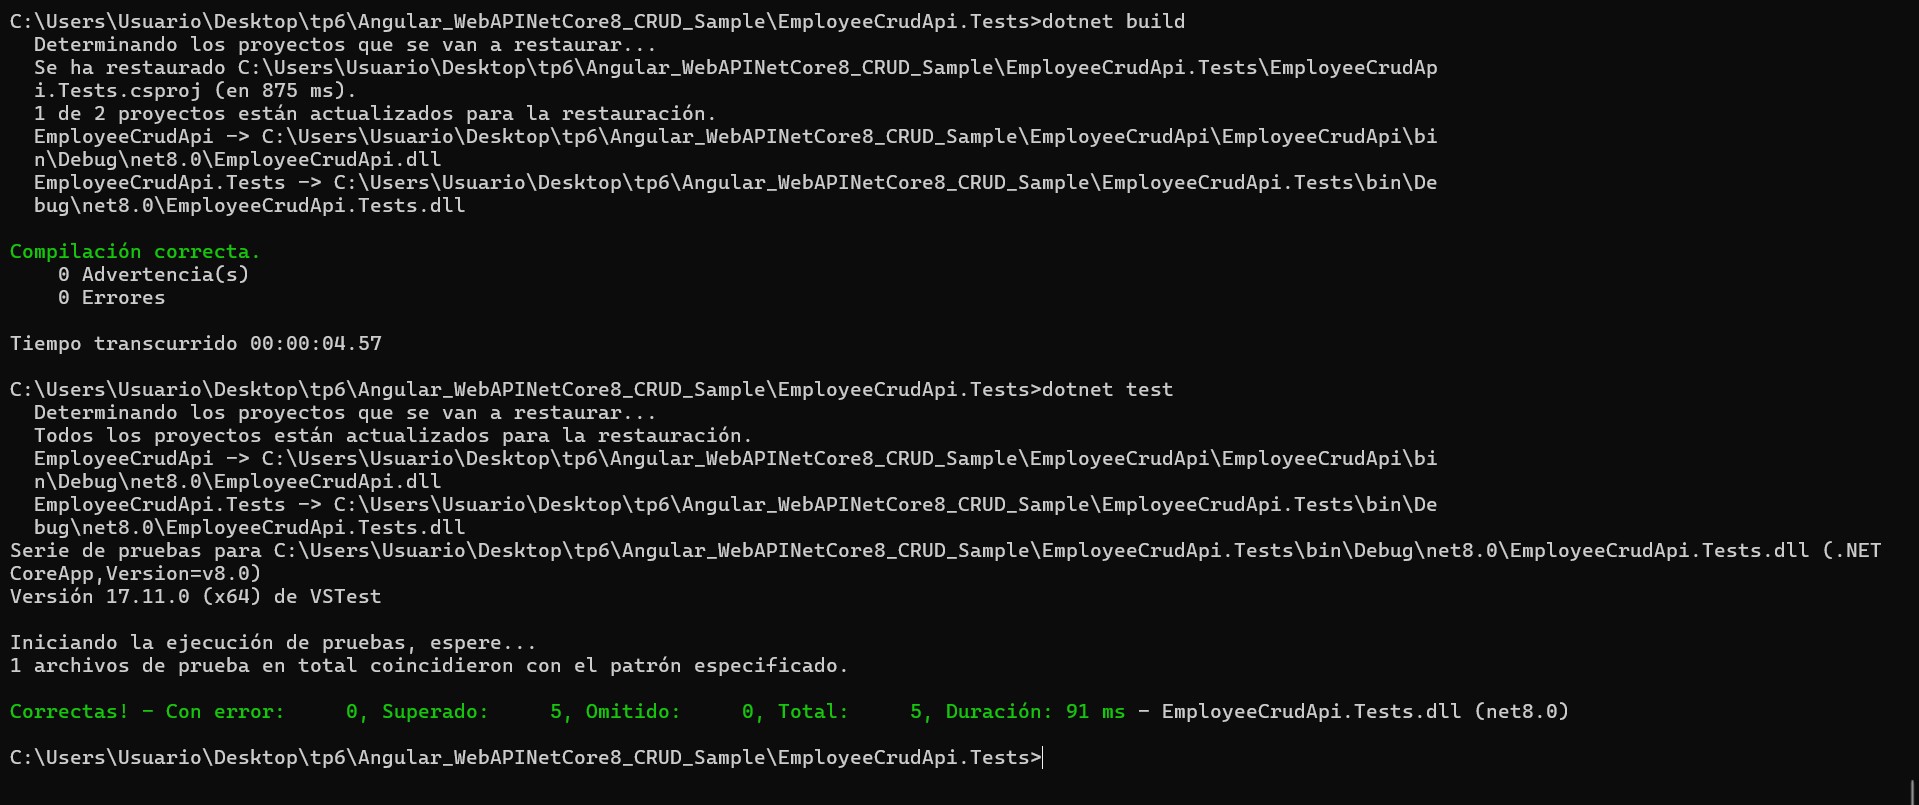 C:\Users\Usuario\Desktop\tp6\Angular_WebAPINetCore8_CRUD_Sample\EmployeeCrudApi.Tests>dotnet build
Determinando los proyectos que se van a restaurar...
Se ha restaurado C:\Users\Usuario\Desktop\tp6\Angular_WebAPINetCore8_CRUD_Sample\EmployeeCrudApi.Tests\EmployeeCrudAp
i.Tests.csproj (en 875 ms).
1 de 2 proyectos están actualizados para la restauración.
EmployeeCrudApi -> C:\Users\Usuario\Desktop\tp6\Angular_WebAPINetCore8_CRUD_Sample\EmployeeCrudApi\EmployeeCrudApi\bi
n\Debug\net8.0\EmployeeCrudApi.dll
EmployeeCrudApi.Tests -> C:\Users\Usuario\Desktop\tp6\Angular_WebAPINetCore8_CRUD_Sample\EmployeeCrudApi.Tests\bin\De
bug\net8.0\EmployeeCrudApi.Tests.dll
Compilación correcta.
0 Advertencia(s)
0 Errores
Tiempo transcurrido 00:00:04.57
C:\Users\Usuario\Desktop\tp6\Angular_WebAPINetCore8_CRUD_Sample\EmployeeCrudApi.Tests>dotnet test
Determinando los proyectos que se van a restaurar...
Todos los proyectos están actualizados para la restauración.
EmployeeCrudApi -> C:\Users\Usuario\Desktop\tp6\Angular_WebAPINetCore8_CRUD_Sample\EmployeeCrudApi\EmployeeCrudApi\bi
n\Debug\net8.0\EmployeeCrudApi.dll
EmployeeCrudApi.Tests -> C:\Users\Usuario\Desktop\tp6\Angular_WebAPINetCore8_CRUD_Sample\EmployeeCrudApi.Tests\bin\De
bug\net8.0\EmployeeCrudApi.Tests.dll
Serie de pruebas para C:\Users\Usuario\Desktop\tp6\Angular_WebAPINetCore8_CRUD_Sample\EmployeeCrudApi.Tests\bin\Debug\net8.0\EmployeeCrudApi.Tests.dll (.NET
CoreApp,Version=v8.0)
Versión 17.11.0 (x64) de VSTest
Iniciando la ejecución de pruebas, espere...
1 archivos de prueba en total coincidieron con el patrón especificado.
Correctas! - Con error:     0, Superado:     5, Omitido:     0, Total:     5, Duración: 91 ms - EmployeeCrudApi.Tests.dll (net8.0)
C:\Users\Usuario\Desktop\tp6\Angular_WebAPINetCore8_CRUD_Sample\EmployeeCrudApi.Tests>